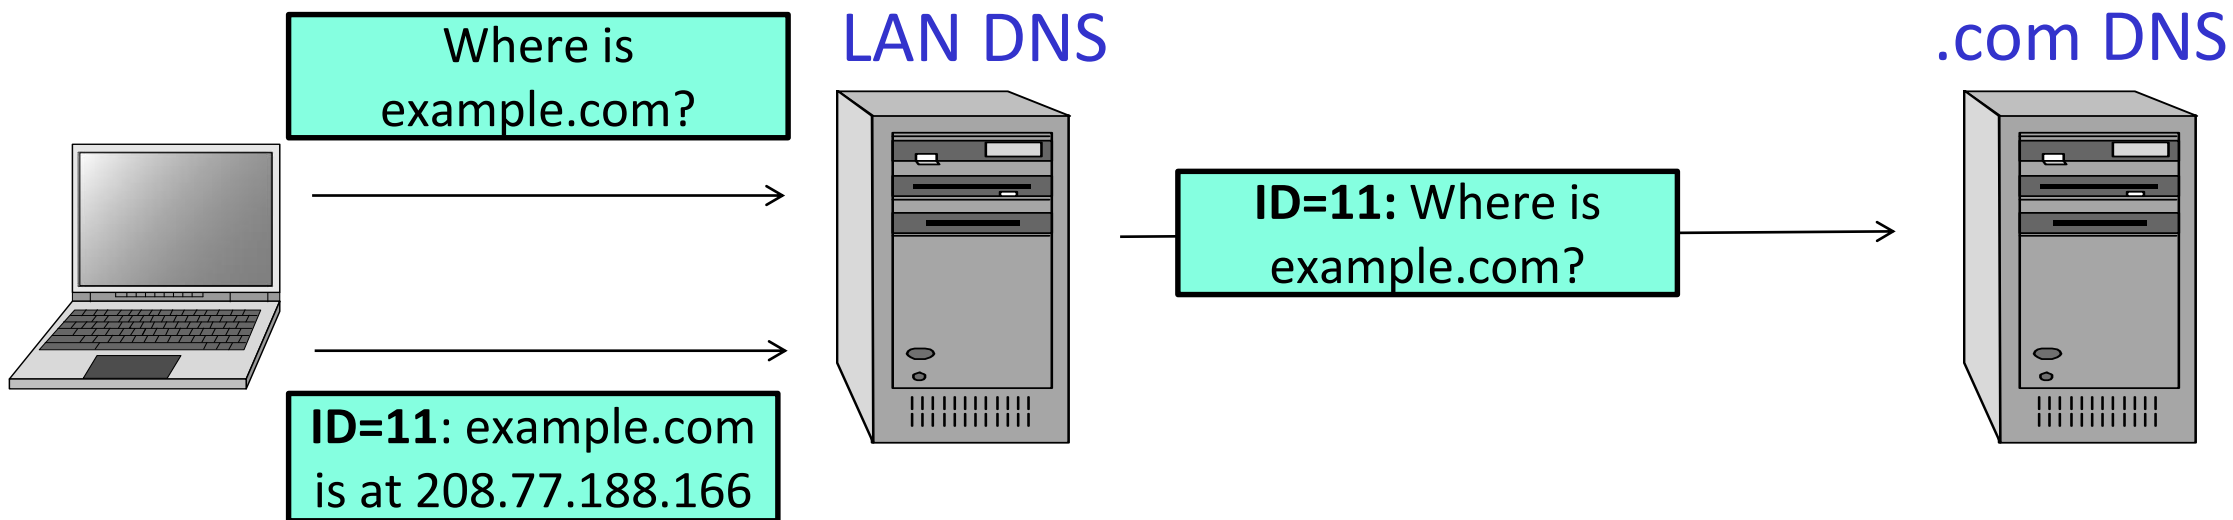 Where is
example.com?
LAN DNS
.com DNS
ID=11: Where is
example.com?
ID=11: example.com
is at 208.77.188.166